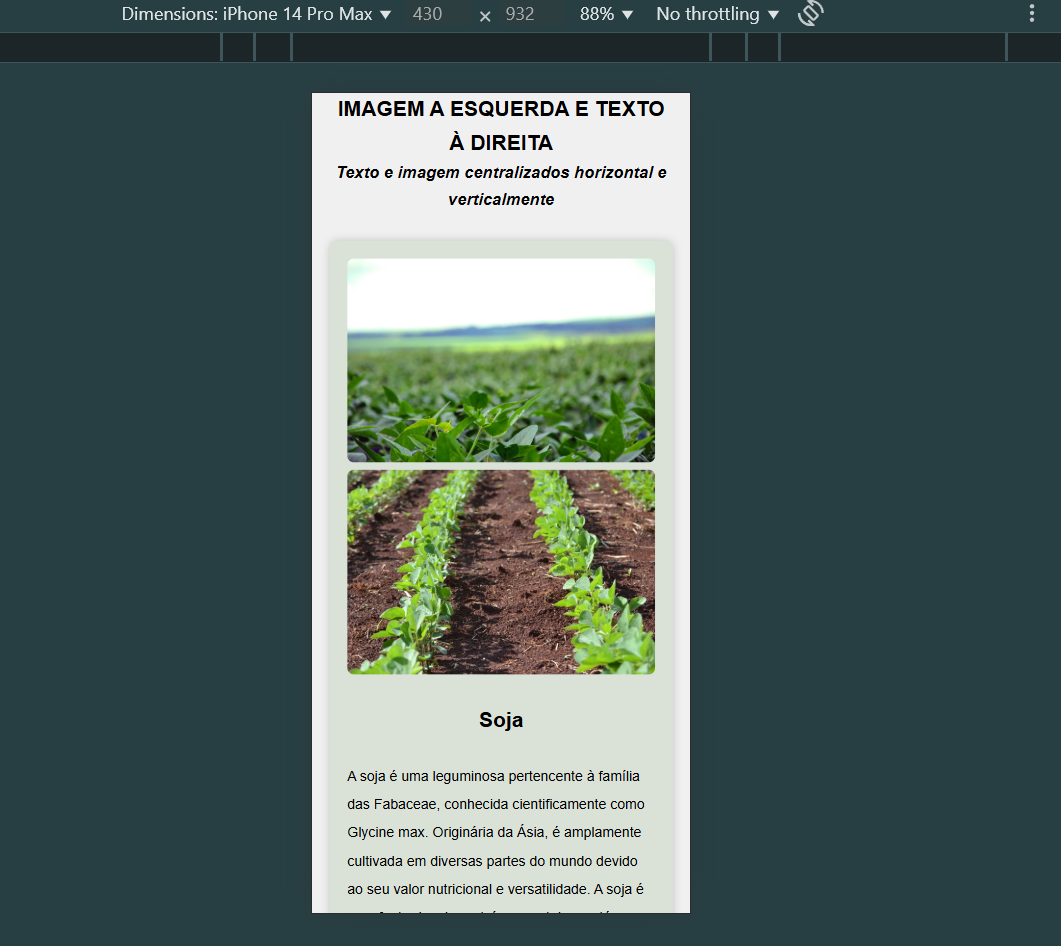 Dimensions: iPhone 14 Pro Max ▼ 430 × 932 88% ▼ No throttling ▼
IMAGEM A ESQUERDA E TEXTO
À DIREITA
Texto e imagem centralizados horizontal e
verticalmente
Soja
A soja é uma leguminosa pertencente à família
das Fabaceae, conhecida cientificamente como
Glycine max. Originária da Ásia, é amplamente
cultivada em diversas partes do mundo devido
ao seu valor nutricional e versatilidade. A soja é